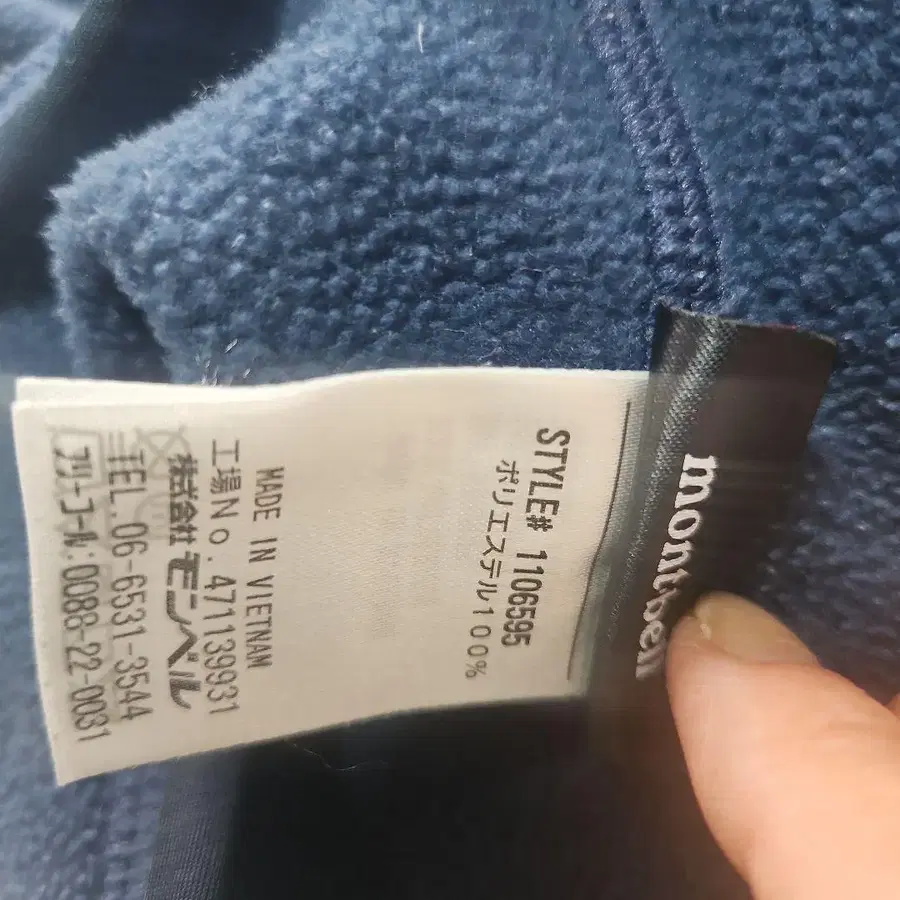 montbell
STYLE# 1106595
ポリエステル100%
MADE IN VIETNAM
工場No. 471139931
株式会社 モンベル
TEL. 06-6531-3544
フリーコール: 0088-22-0031